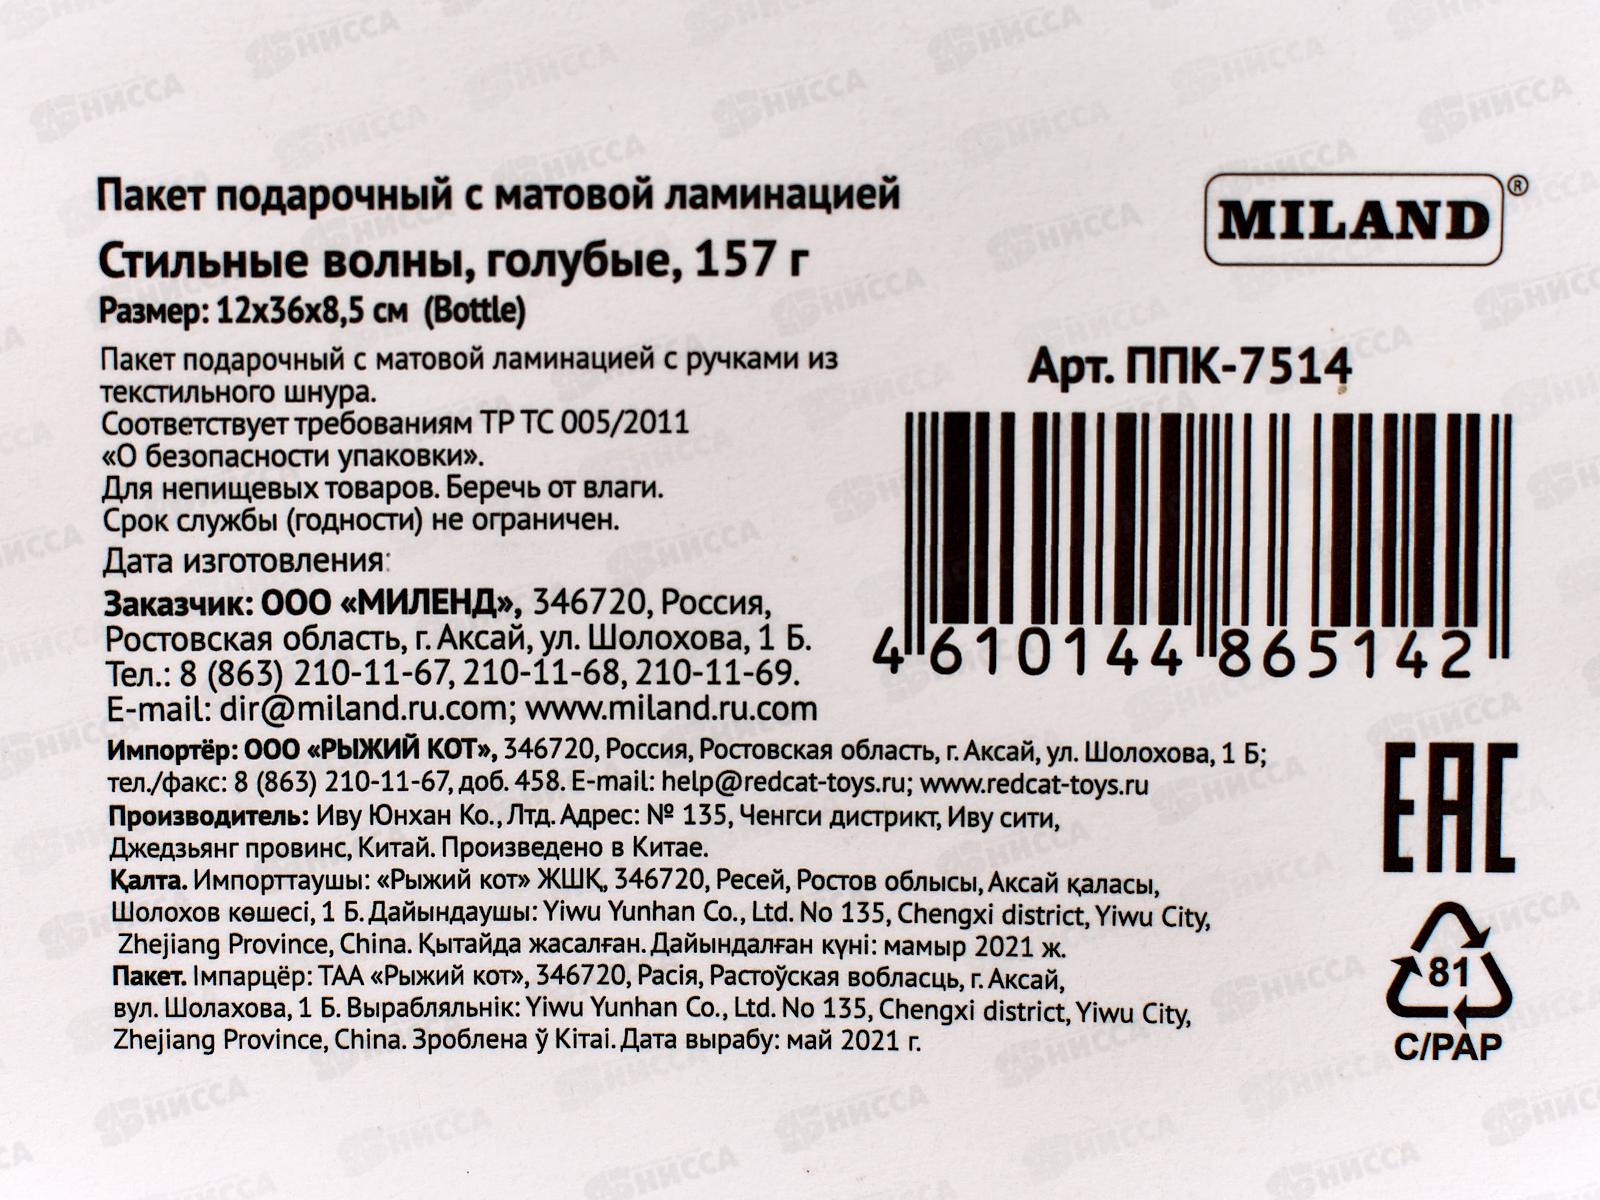 Пакет подарочный с матовой ламинацией
Стильные волны, голубые, 157 г
Размер: 12х36х8,5 см (Bottle)
MILAND®
Пакет подарочный с матовой ламинацией с ручками из
текстильного шнура.
Соответствует требованиям ТР ТС 005/2011
«О безопасности упаковки».
Для непищевых товаров. Беречь от влаги.
Срок службы (годности) не ограничен.
Дата изготовления:
Арт. ППК-7514
4 610144 865142
Заказчик: ООО «МИЛЕНД», 346720, Россия,
Ростовская область, г. Аксай, ул. Шолохова, 1 Б.
Тел.: 8 (863) 210-11-67, 210-11-68, 210-11-69.
E-mail: dir@miland.ru.com; www.miland.ru.com
Импортёр: ООО «РЫЖИЙ КОТ», 346720, Россия, Ростовская область, г. Аксай, ул. Шолохова, 1 Б;
тел./факс: 8 (863) 210-11-67, доб. 458. E-mail: help@redcat-toys.ru; www.redcat-toys.ru
Производитель: Иву Юнхан Ко., Лтд. Адрес: № 135, Ченгси дистрикт, Иву сити,
Джедзьянг провинс, Китай. Произведено в Китае.
Қалта. Импорттаушы: «Рыжий кот» ЖШҚ, 346720, Ресей, Ростов облысы, Аксай қаласы,
Шолохов көшесі, 1 Б. Дайындаушы: Yiwu Yunhan Co., Ltd. No 135, Chengxi district, Yiwu City,
Zhejiang Province, China. Қытайда жасалған. Дайындалған күні: мамыр 2021 ж.
Пакет. Імпарцёр: ТАА «Рыжий кот», 346720, Расія, Растоўская вобласць, г. Аксай,
вул. Шолахова, 1 Б. Вырабляльнік: Yiwu Yunhan Co., Ltd. No 135, Chengxi district, Yiwu City,
Zhejiang Province, China. Зроблена ў Кітаі. Дата вырабу: май 2021 г.
ЕАС
81
C/PAP
НИССА